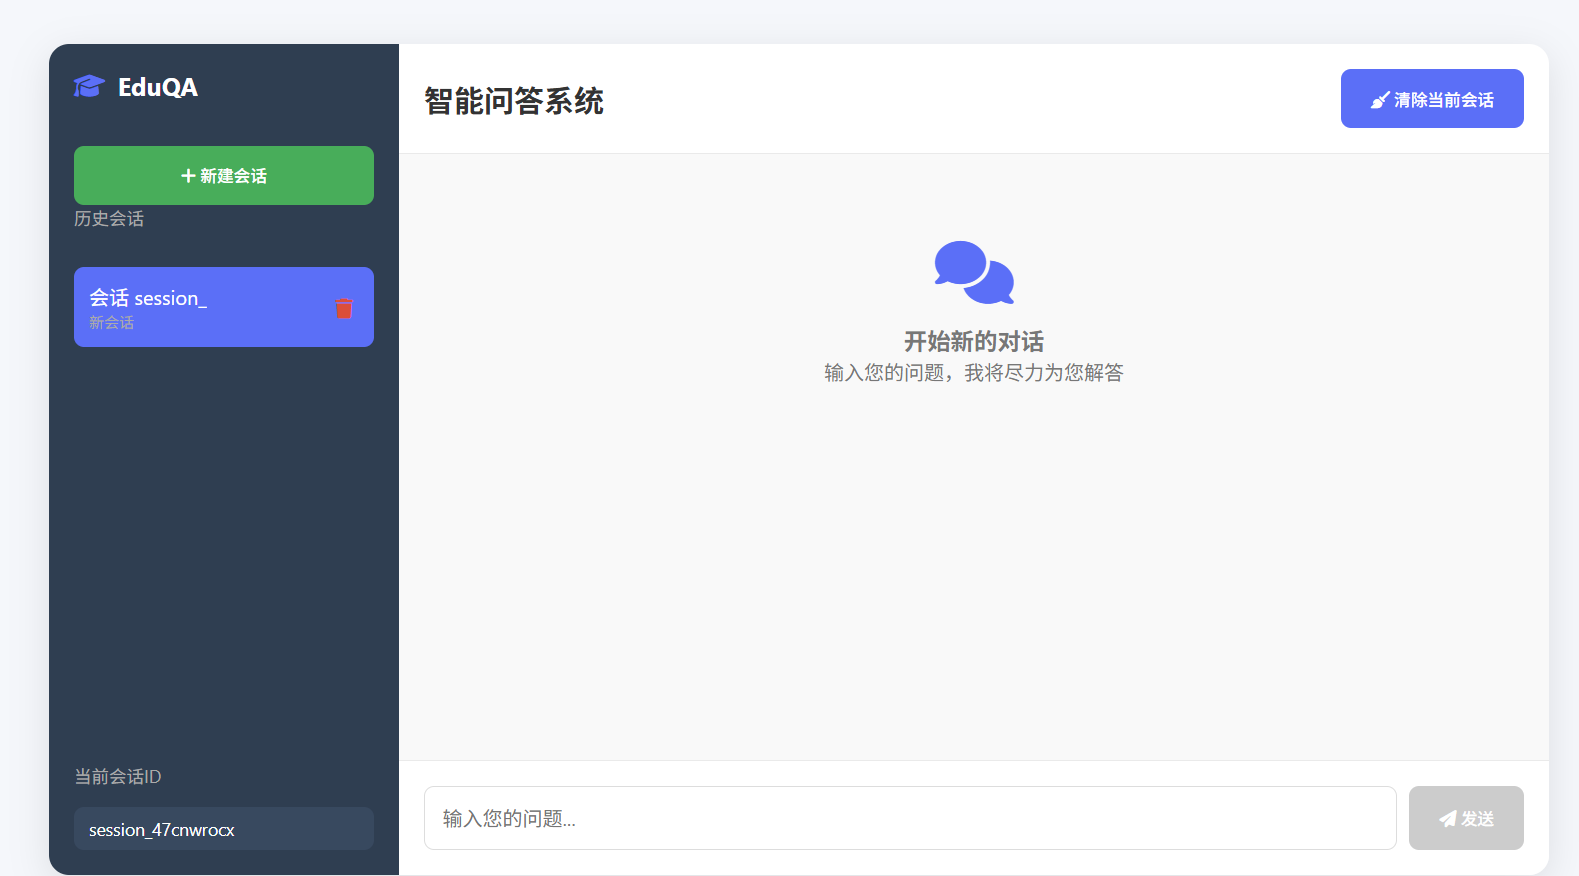 EduQA
新建会话
历史会话
会话 session_
新会话
当前会话ID
session_47cnwrocx
智能问答系统
清除当前会话
开始新的对话
输入您的问题，我将尽力为您解答
输入您的问题...
发送